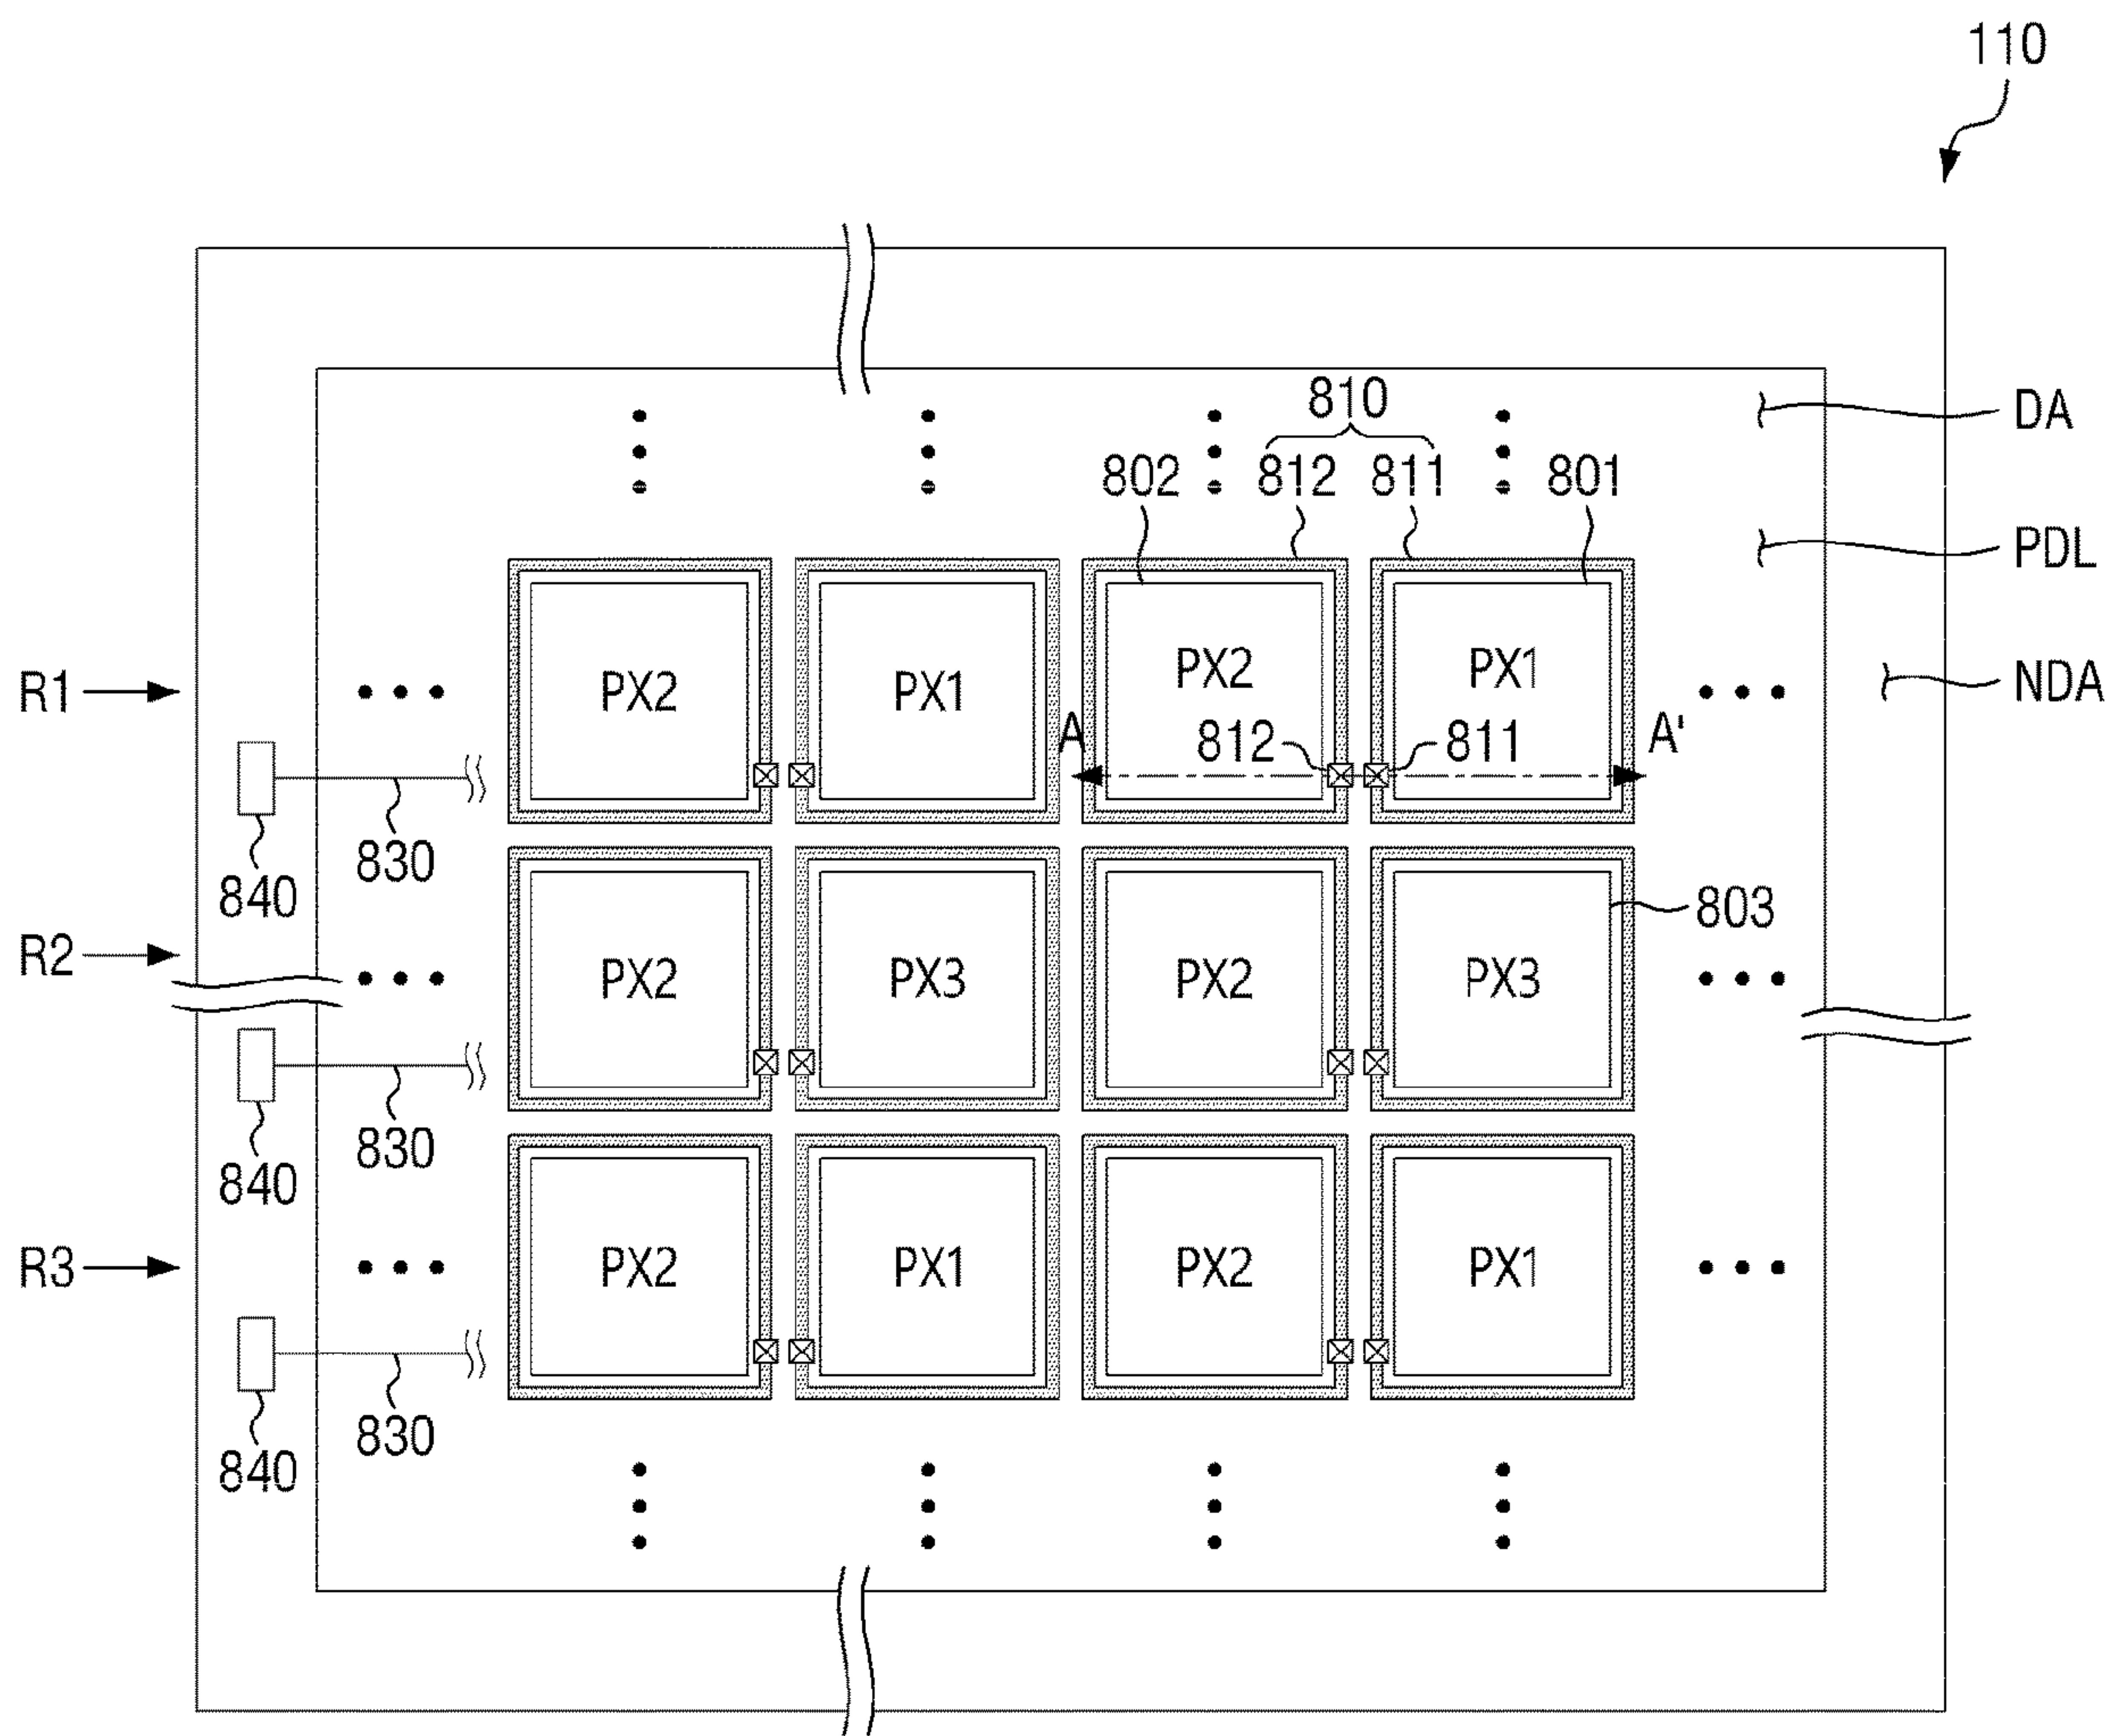 110
DA
810
802 812 811 801
PDL
R1 PX2 PX1 PX2 PX1 NDA
A 812 811 A'
840 830
803
R2 PX2 PX3 PX2 PX3
840 830
R3 PX2 PX1 PX2 PX1
840 830